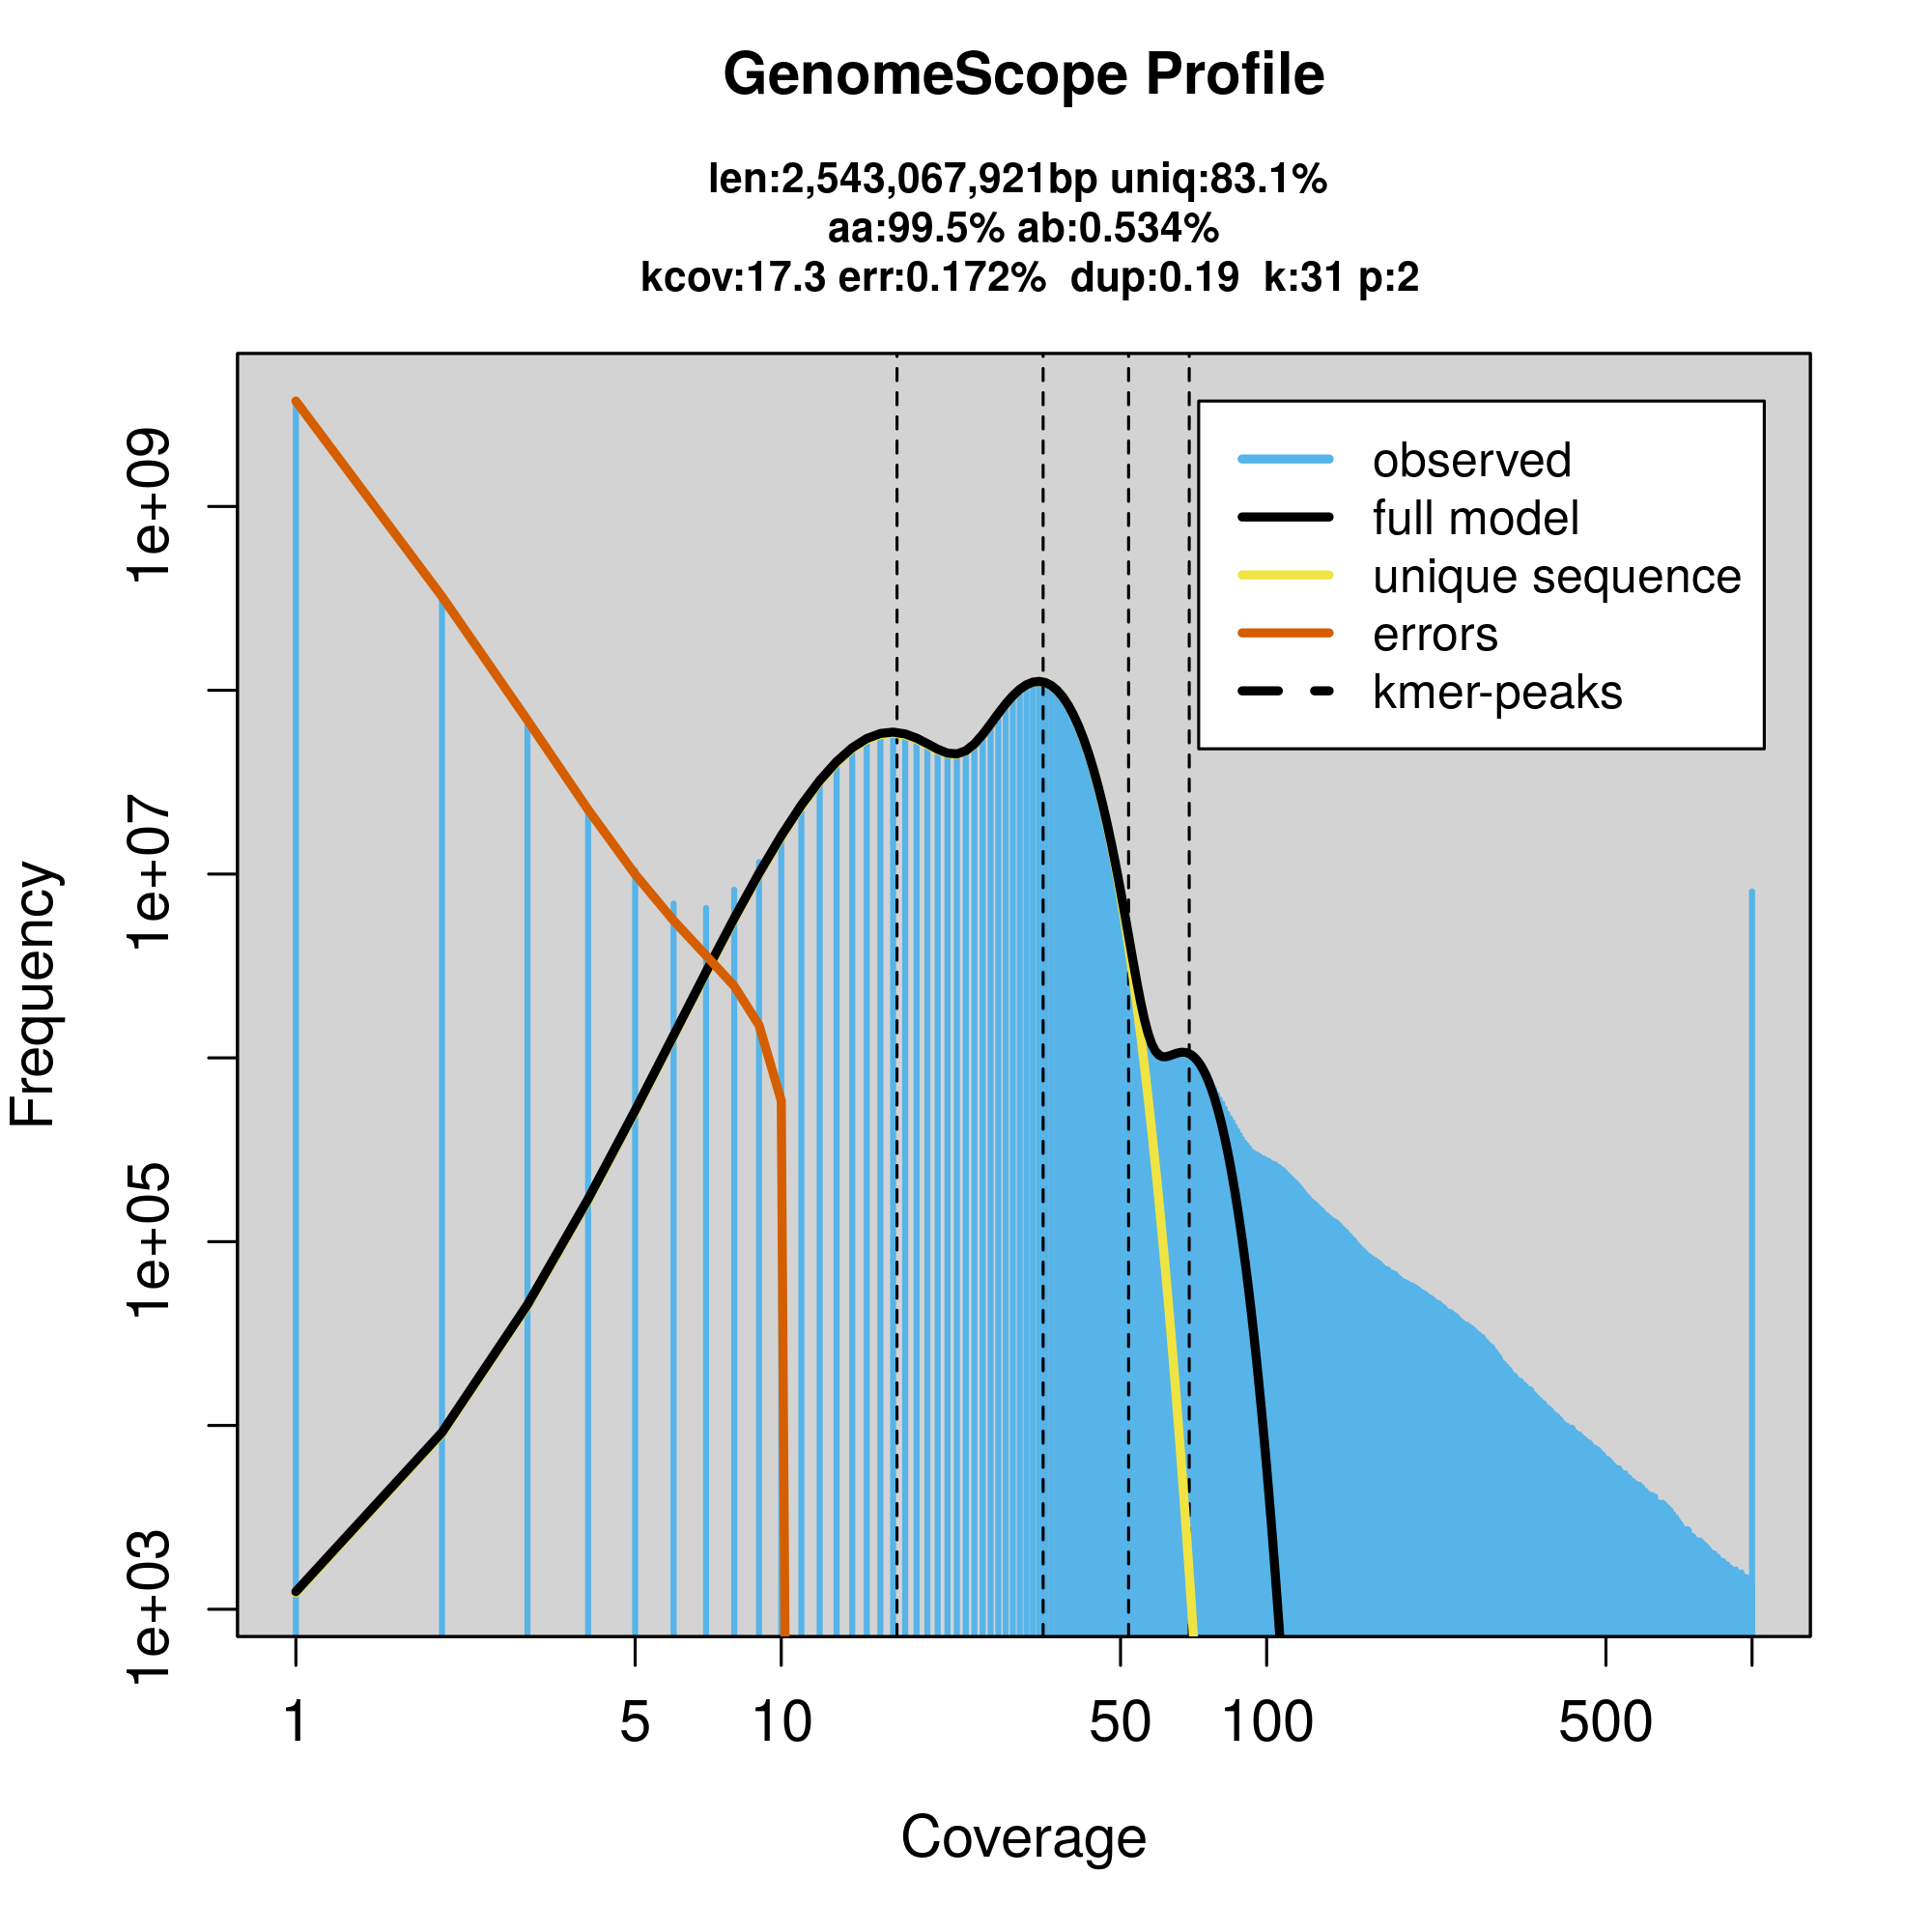 GenomeScope Profile
len:2,543,067,921bp uniq:83.1%
aa:99.5% ab:0.534%
kcov:17.3 err:0.172% dup:0.19 k:31 p:2
observed
full model
unique sequence
errors
kmer-peaks
Frequency
1e+09
1e+07
1e+05
1e+03
1 5 10 50 100 500
Coverage